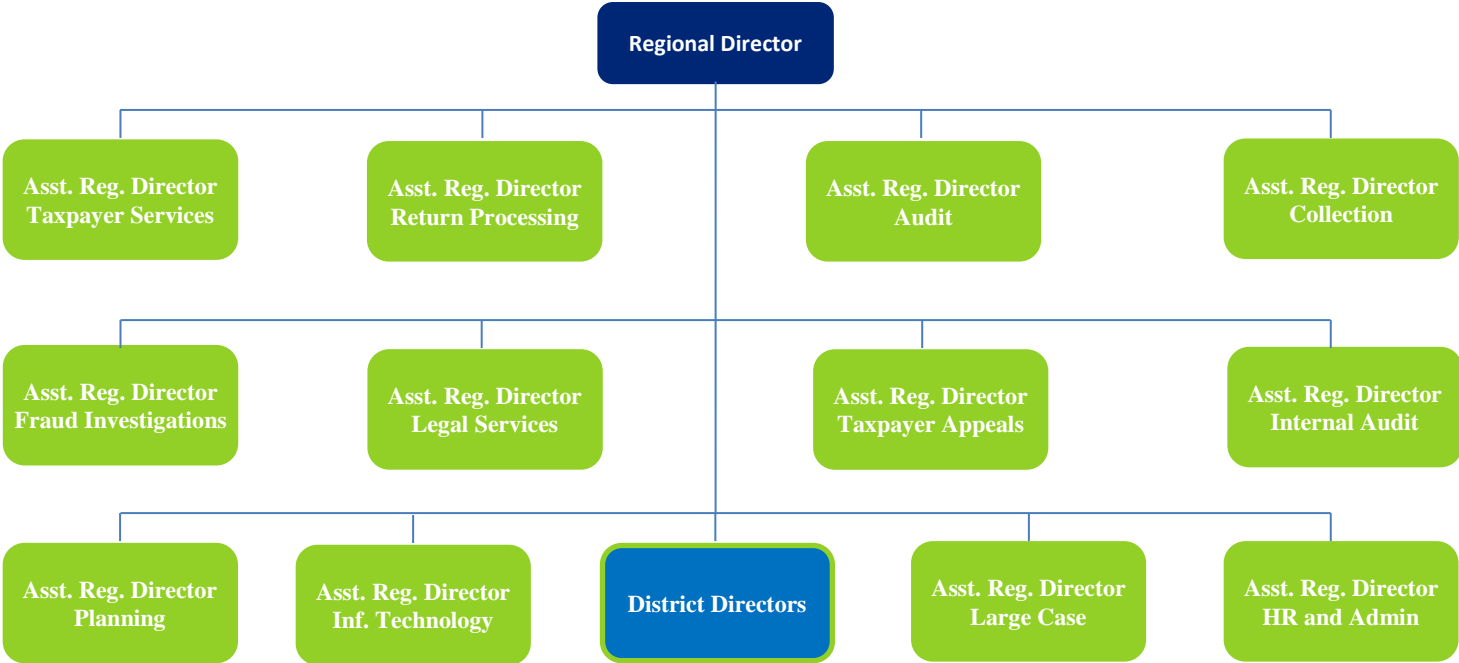 Regional Director
Asst. Reg. Director
Taxpayer Services
Asst. Reg. Director
Return Processing
Asst. Reg. Director
Audit
Asst. Reg. Director
Collection
Asst. Reg. Director
Fraud Investigations
Asst. Reg. Director
Legal Services
Asst. Reg. Director
Taxpayer Appeals
Asst. Reg. Director
Internal Audit
Asst. Reg. Director
Planning
Asst. Reg. Director
Inf. Technology
District Directors
Asst. Reg. Director
Large Case
Asst. Reg. Director
HR and Admin